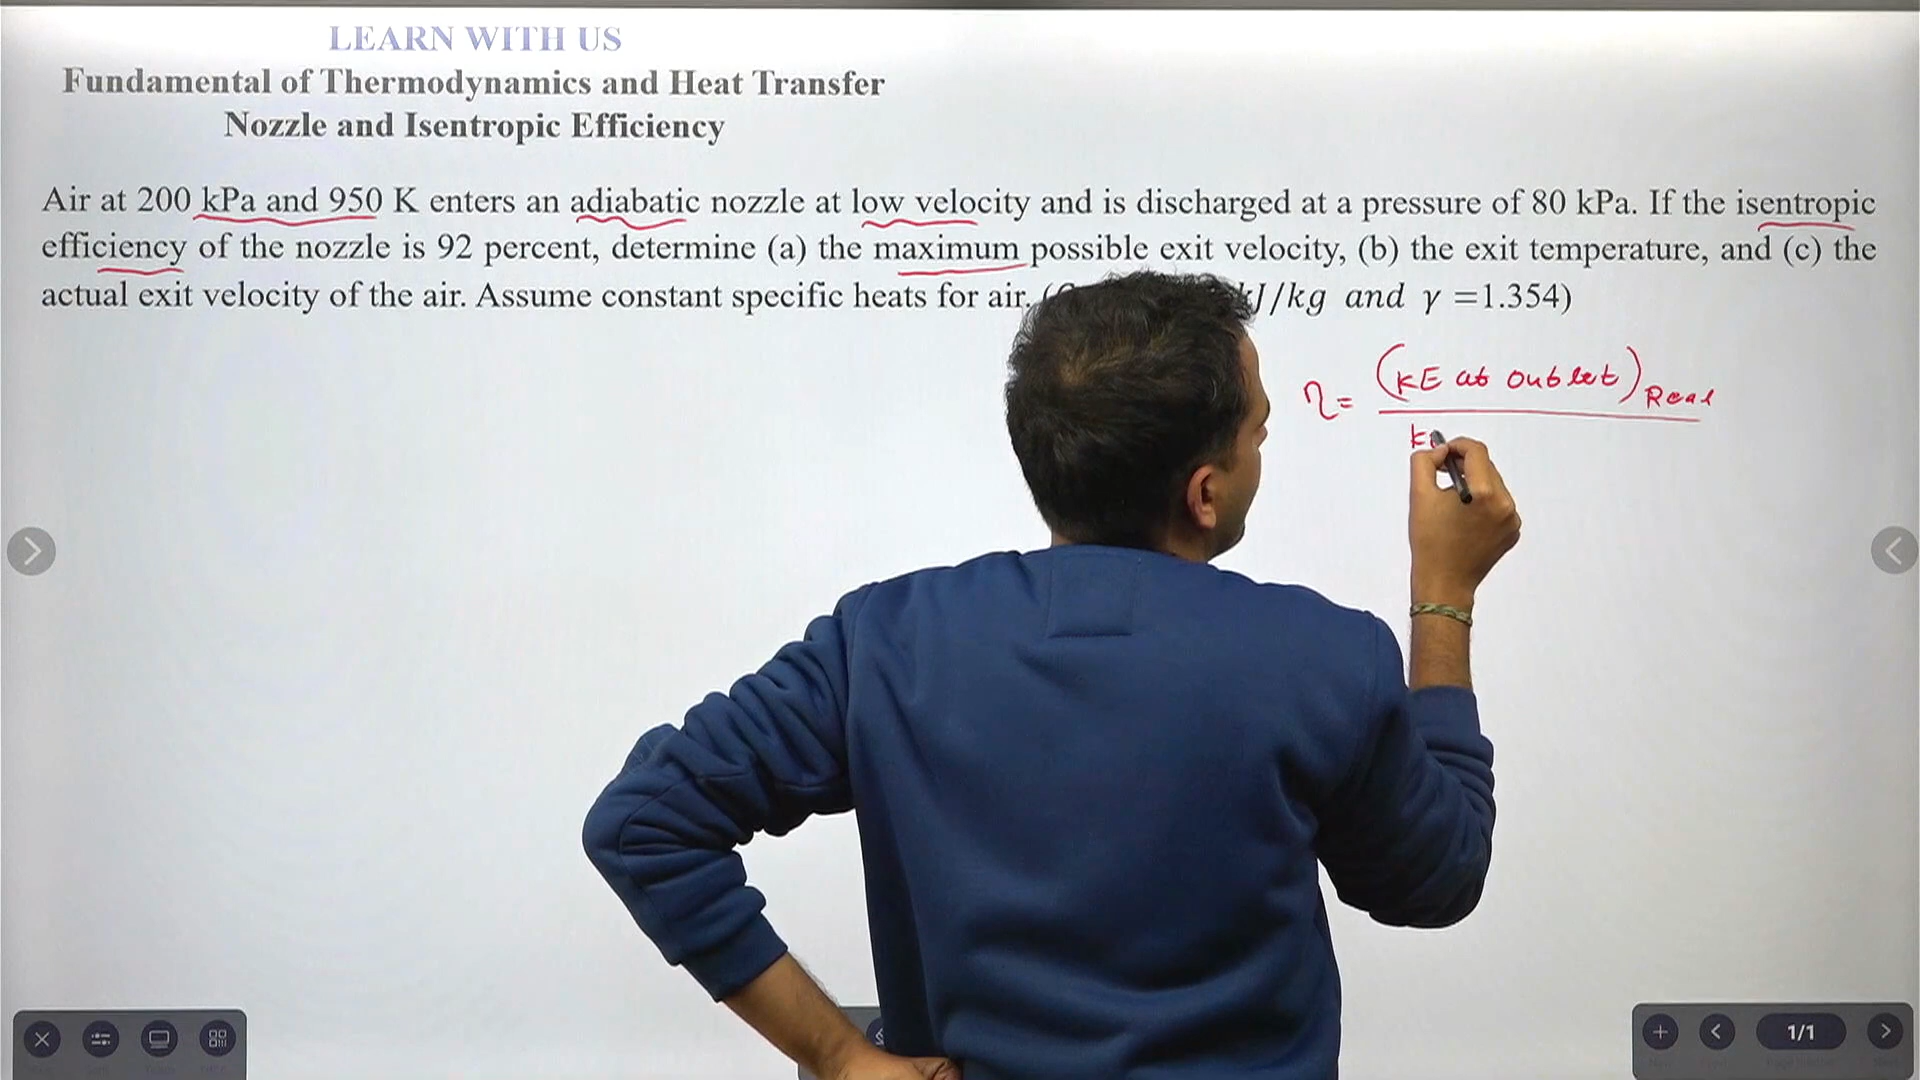 LEARN WITH US
Fundamental of Thermodynamics and Heat Transfer
Nozzle and Isentropic Efficiency
Air at 200 kPa and 950 K enters an adiabatic nozzle at low velocity and is discharged at a pressure of 80 kPa. If the isentropic
efficiency of the nozzle is 92 percent, determine (a) the maximum possible exit velocity, (b) the exit temperature, and (c) the
actual exit velocity of the air. Assume constant specific heats for air. ( kJ/kg and γ =1.354)
η = (KE at outlet) Real
1/1